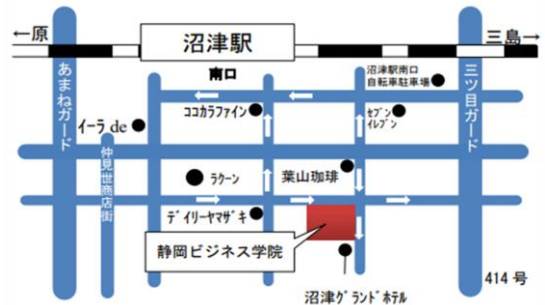 ←原
沼津駅
三島→
南口
沼津駅南口
自転車駐車場
あまねガード
三ツ目ガード
ココカラファイン
セブン
イレブン
イーラ de
仲見世商店街
ラクーン
葉山珈琲
デイリーヤマザキ
静岡ビジネス学院
414 号
沼津グランドホテル